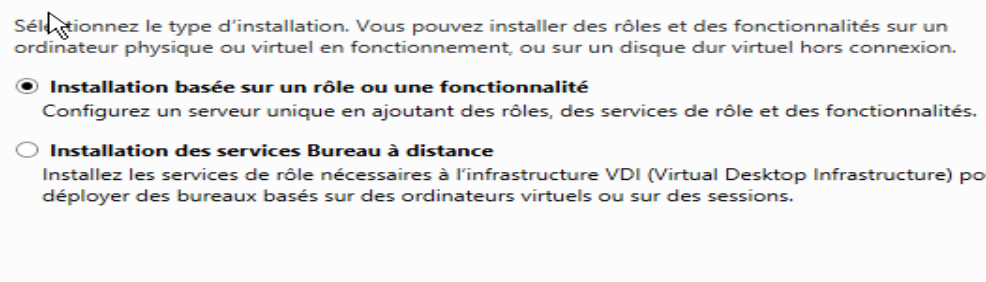 Sélectionnez le type d'installation. Vous pouvez installer des rôles et des fonctionnalités sur un
ordinateur physique ou virtuel en fonctionnement, ou sur un disque dur virtuel hors connexion.
Installation basée sur un rôle ou une fonctionnalité
Configurez un serveur unique en ajoutant des rôles, des services de rôle et des fonctionnalités.
Installation des services Bureau à distance
Installez les services de rôle nécessaires à l'infrastructure VDI (Virtual Desktop Infrastructure) po
déployer des bureaux basés sur des ordinateurs virtuels ou sur des sessions.